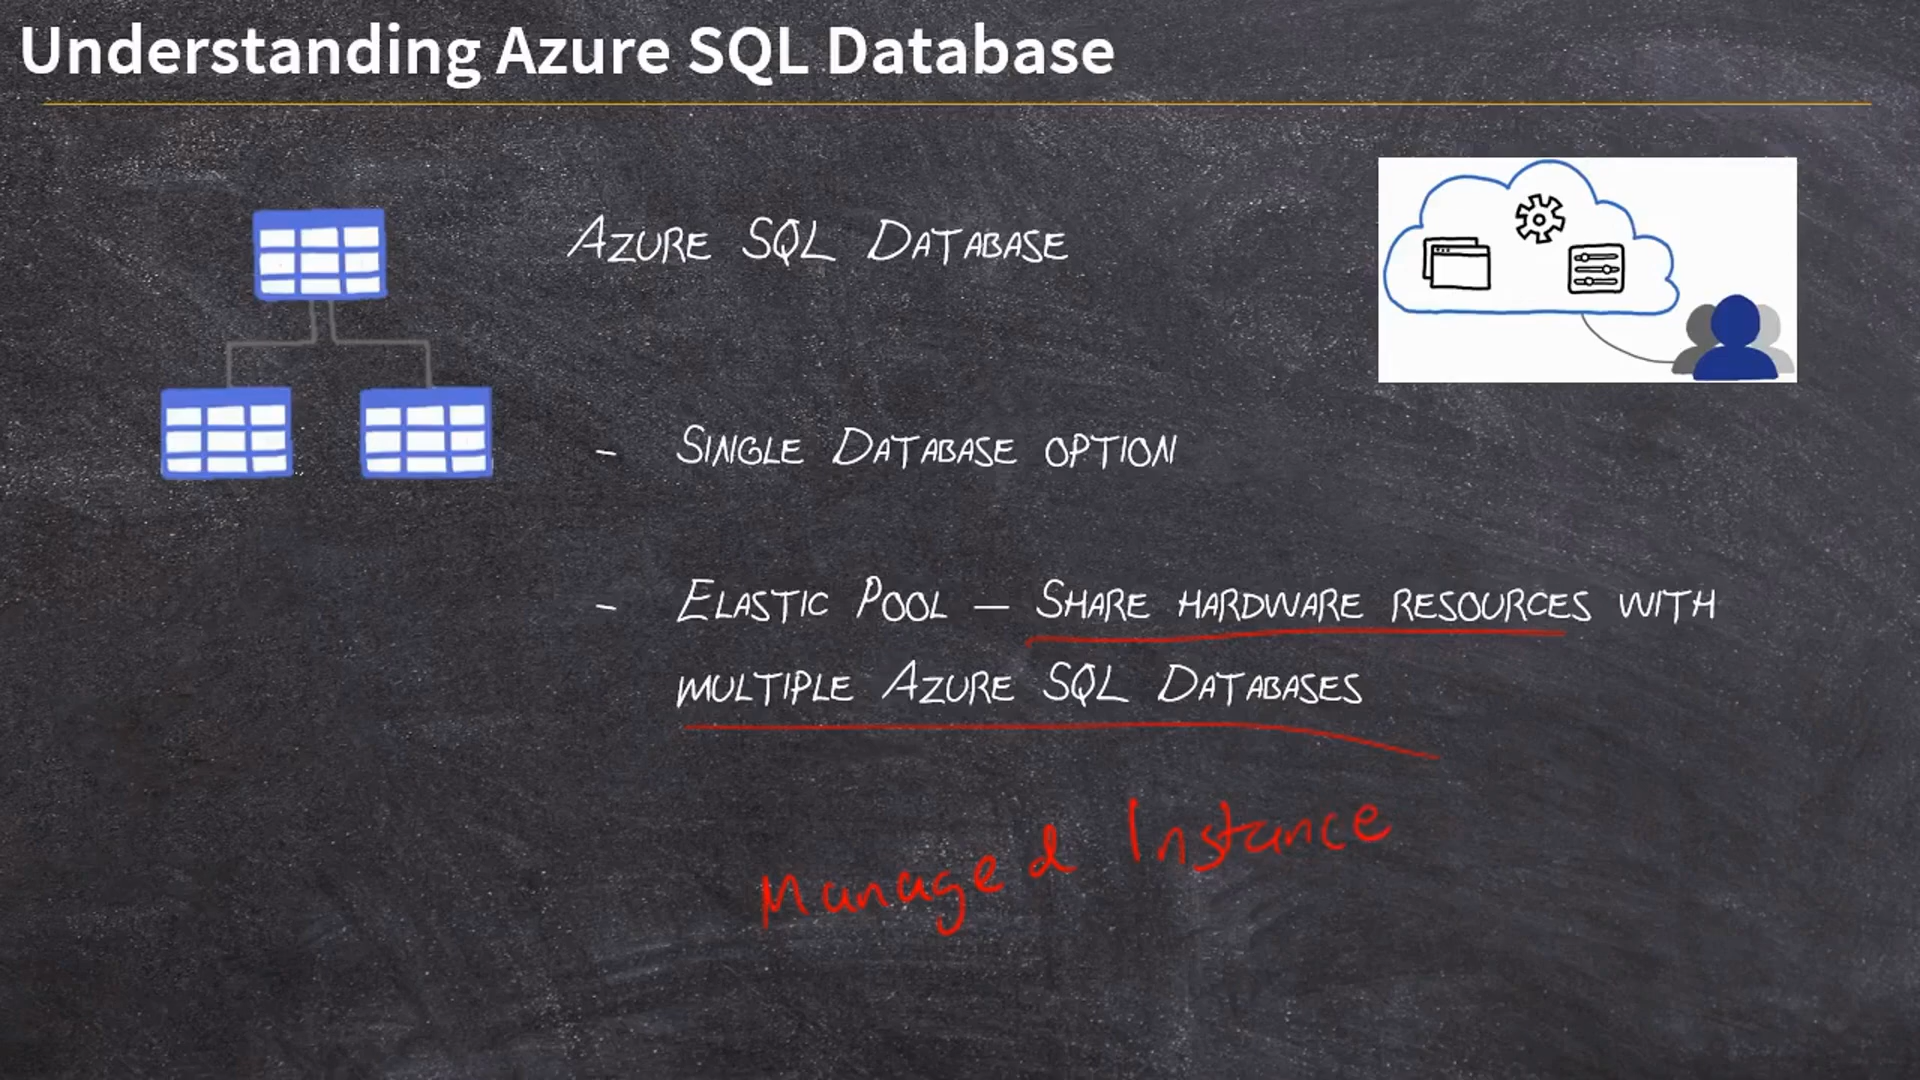 Understanding Azure SQL Database
AZURE SQL DATABASE
- SINGLE DATABASE OPTION
- ELASTIC POOL – SHARE HARDWARE RESOURCES WITH
MULTIPLE AZURE SQL DATABASES
Managed Instance